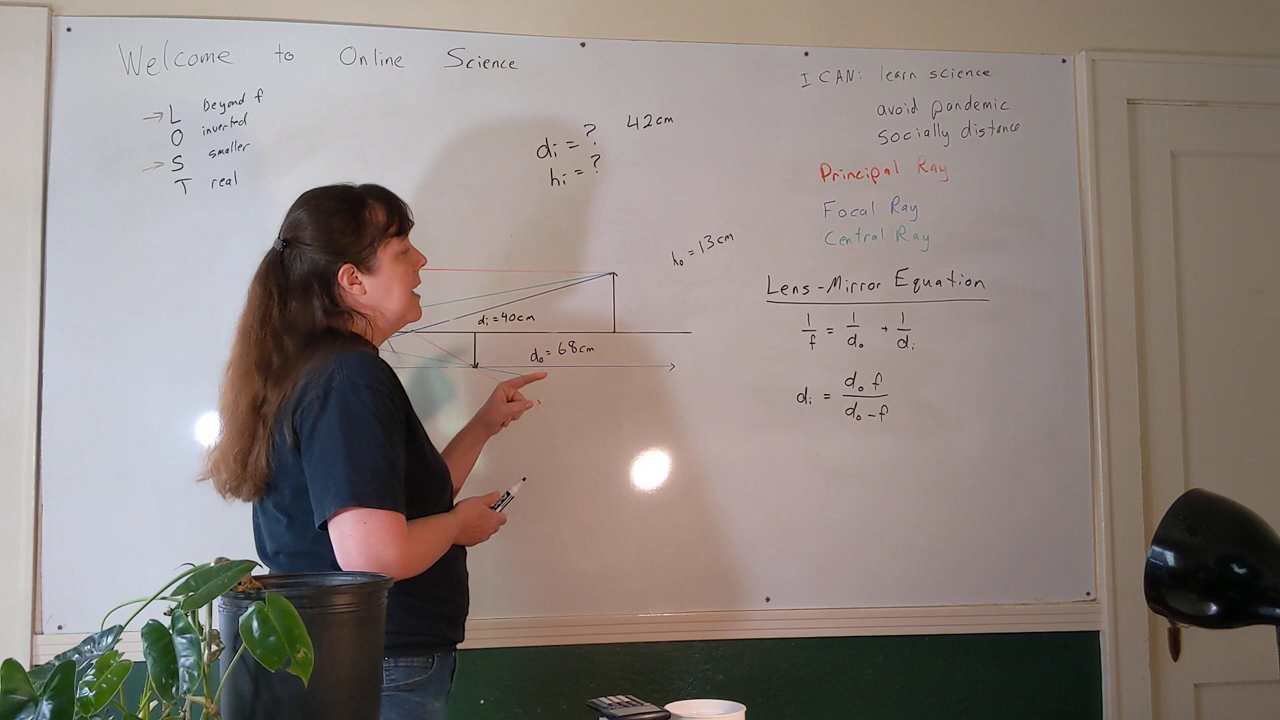 Welcome to Online Science
→ L beyond f
O inverted
→ S smaller
T real
di = ?
42cm
hi = ?
ho = 13cm
di = 40cm
do = 68cm
I CAN: learn science
avoid pandemic
socially distance
Principal Ray
Focal Ray
Central Ray
Lens-Mirror Equation
1/f = 1/do + 1/di
di = do f / do - f